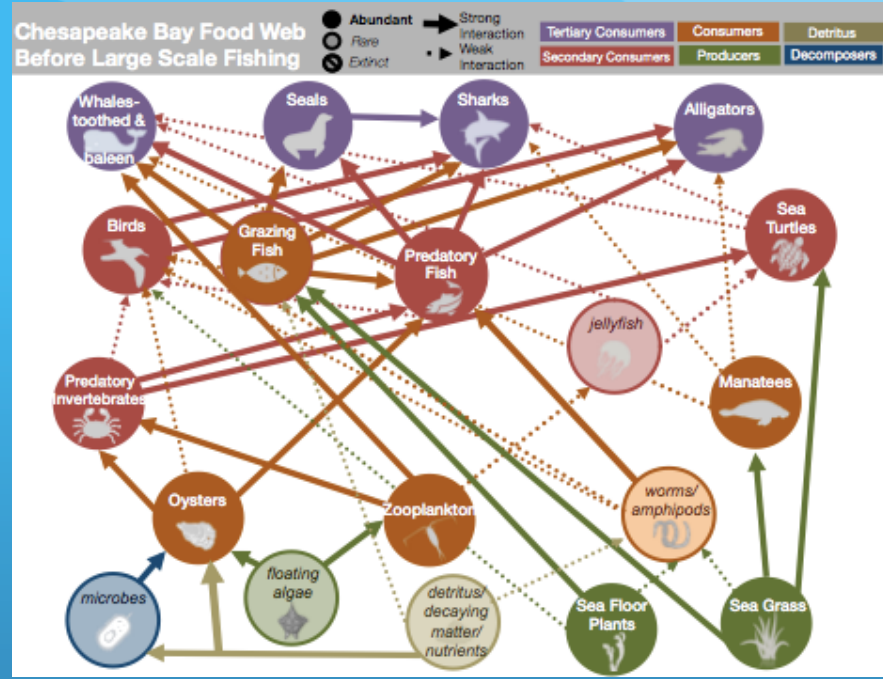 Chesapeake Bay Food Web
Before Large Scale Fishing
Abundant
Rare
Extinct
Strong
Interaction
Weak
Interaction
Tertiary Consumers
Consumers
Detritus
Secondary Consumers
Producers
Decomposers
Whales-
toothed &
baleen
Seals
Sharks
Alligators
Birds
Grazing
Fish
Predatory
Fish
Sea
Turtles
jellyfish
Predatory
Invertebrates
Manatees
Oysters
Zooplankton
worms/
amphipods
microbes
floating
algae
detritus/
decaying
matter/
nutrients
Sea Floor
Plants
Sea Grass